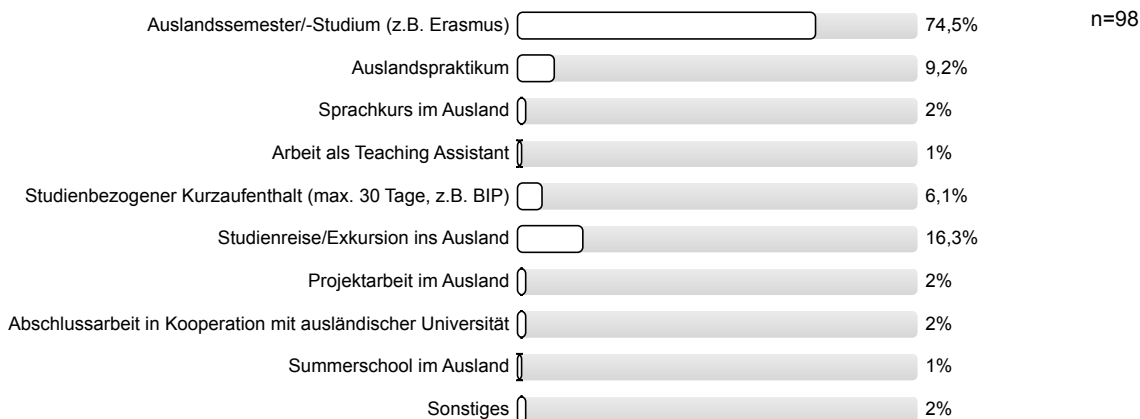 Auslandssemester/-Studium (z.B. Erasmus) 74,5% n=98
Auslandspraktikum 9,2%
Sprachkurs im Ausland 2%
Arbeit als Teaching Assistant 1%
Studienbezogener Kurzaufenthalt (max. 30 Tage, z.B. BIP) 6,1%
Studienreise/Exkursion ins Ausland 16,3%
Projektarbeit im Ausland 2%
Abschlussarbeit in Kooperation mit ausländischer Universität 2%
Summerschool im Ausland 1%
Sonstiges 2%